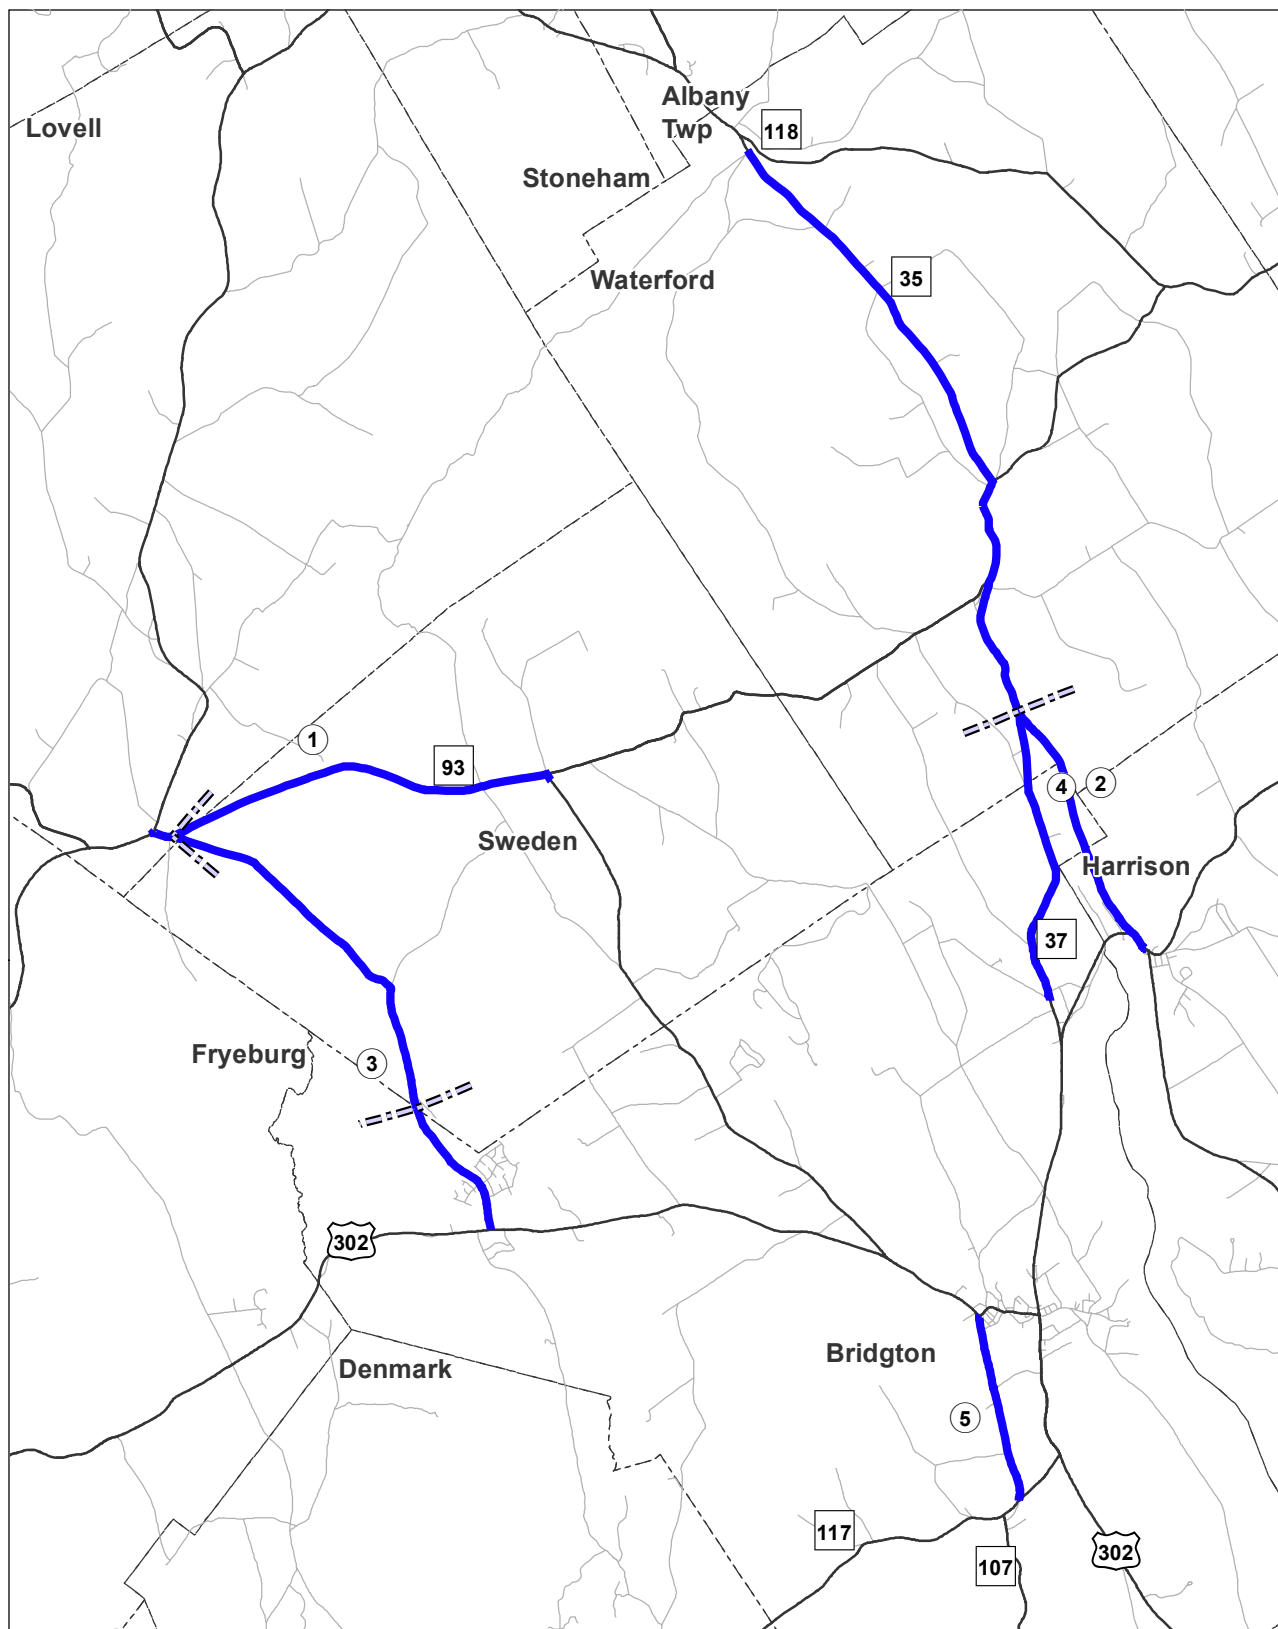 Albany
Twp
118
Lovell
Stoneham
35
Waterford
1
93
4
2
Sweden
Harrison
37
Fryeburg
3
302
Bridgton
Denmark
5
117
302
107